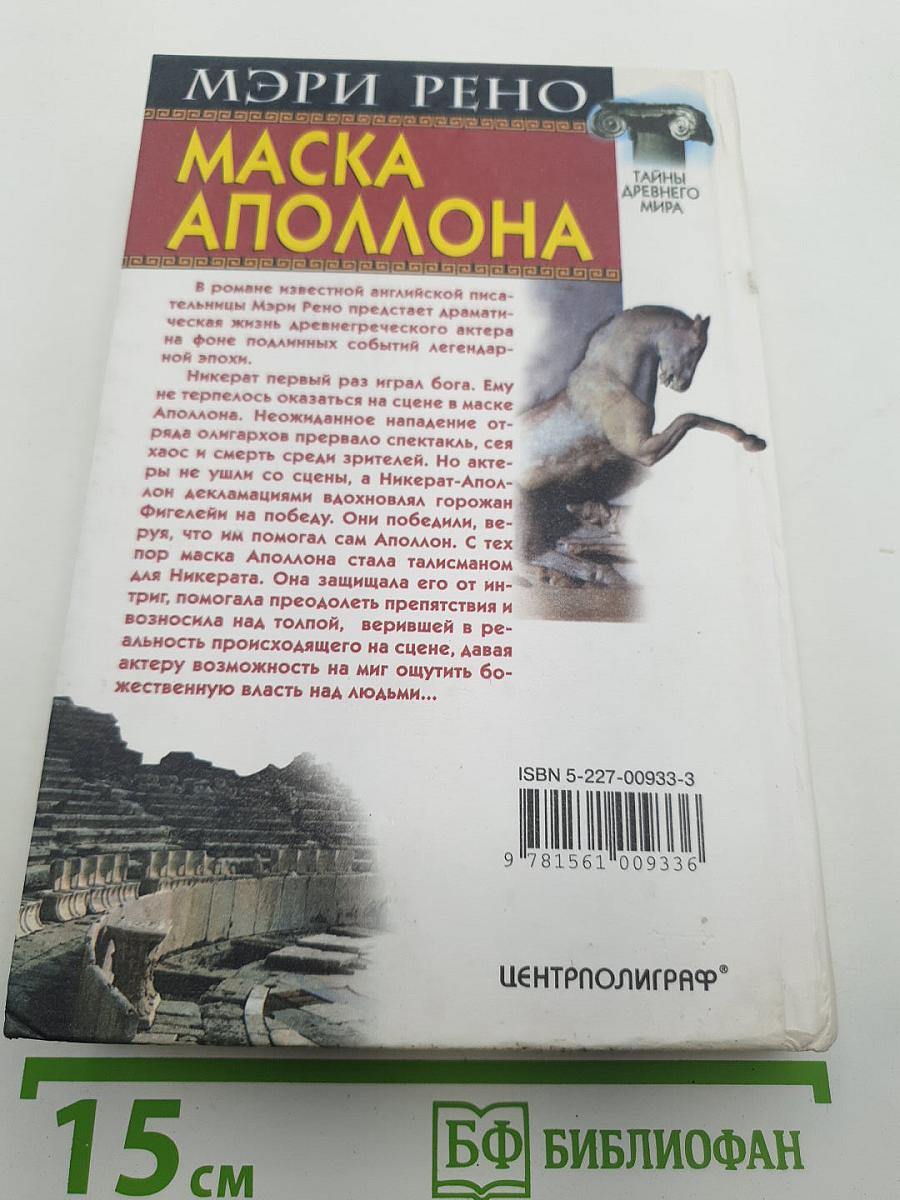 МЭРИ РЕНО
МАСКА
АПОЛЛОНА
ТАЙНЫ
ДРЕВНЕГО
МИРА
В романе известной английской писа-
тельницы Мэри Рено предстает драмати-
ческая жизнь древнегреческого актера
на фоне подлинных событий легендар-
ной эпохи.
Никерат первый раз играл бога. Ему
не терпелось оказаться на сцене в маске
Аполлона. Неожиданное нападение от-
ряда олигархов прервало спектакль, сея
хаос и смерть среди зрителей. Но акте-
ры не ушли со сцены, а Никерат-Апол-
лон декламациями вдохновлял горожан
Фигелейи на победу. Они победили, ве-
руя, что им помогал сам Аполлон. С тех
пор маска Аполлона стала талисманом
для Никерата. Она защищала его от ин-
триг, помогала преодолеть препятствия и
возносила над толпой, верившей в ре-
альность происходящего на сцене, давая
актеру возможность на миг ощутить бо-
жественную власть над людьми...
ISBN 5-227-00933-3
9 781561 009336
ЦЕНТРПОЛИГРАФ®
15 см
БФ БИБЛИОФАН